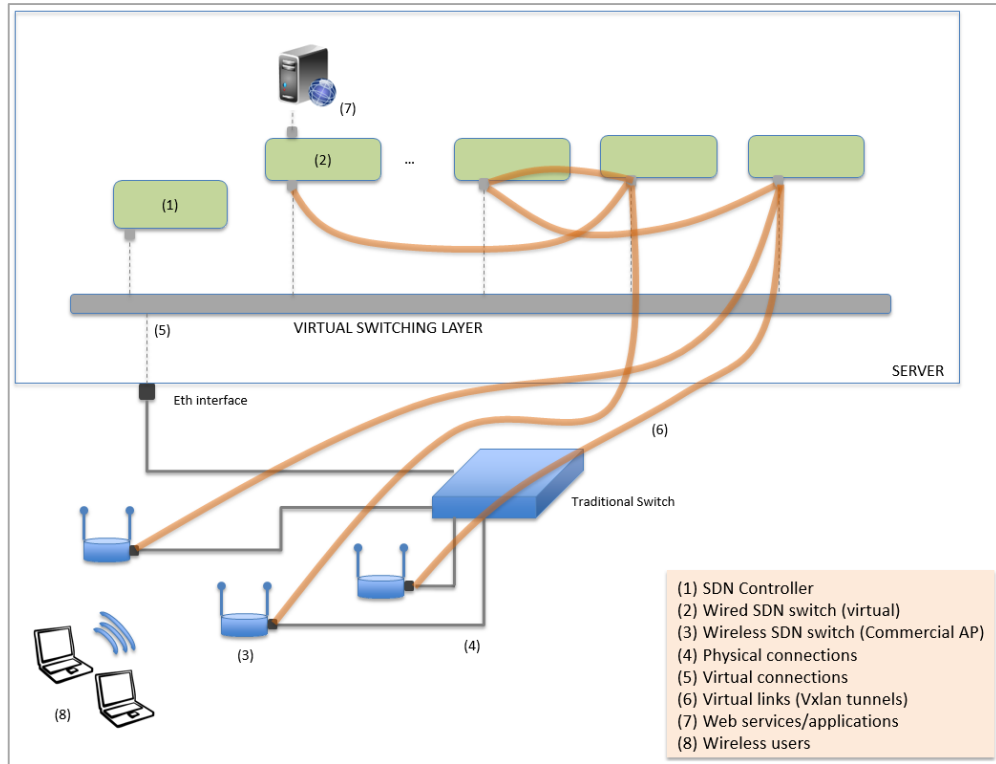 (7)
(2)
...
(1)
(5)
VIRTUAL SWITCHING LAYER
SERVER
Eth interface
(6)
Traditional Switch
(3)
(4)
(8)
(1) SDN Controller
(2) Wired SDN switch (virtual)
(3) Wireless SDN switch (Commercial AP)
(4) Physical connections
(5) Virtual connections
(6) Virtual links (Vxlan tunnels)
(7) Web services/applications
(8) Wireless users